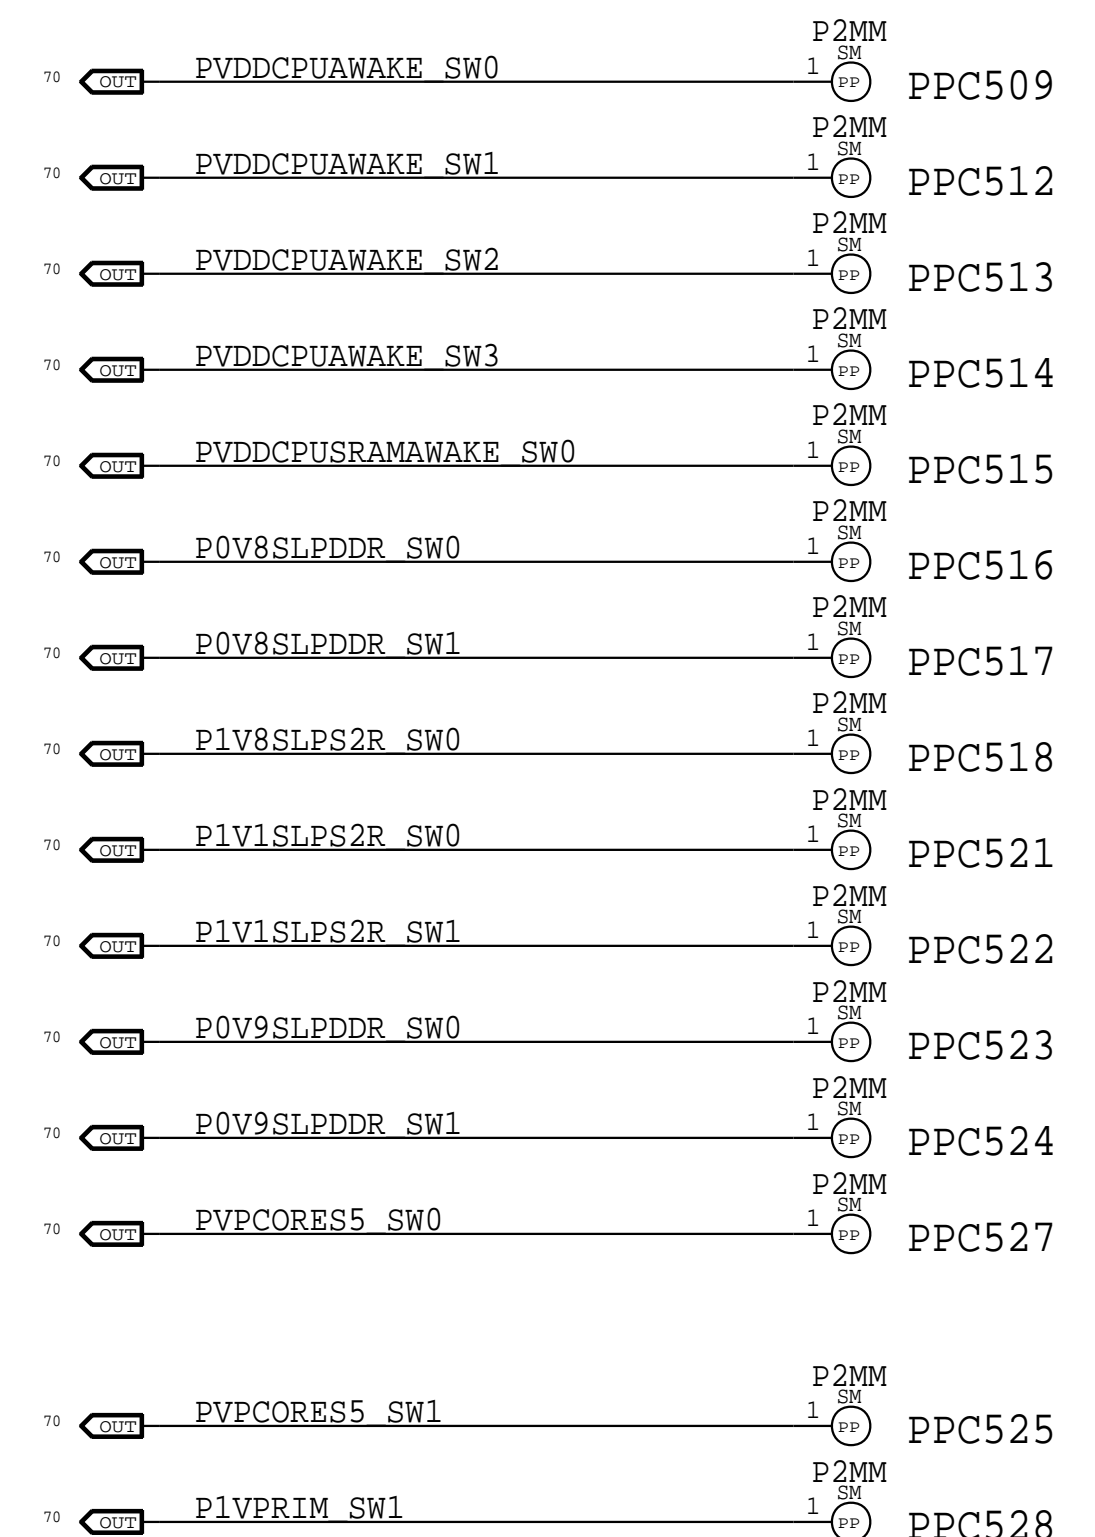 P2MM
SM
70 OUT PVDDCPUAWAKE_SW0 1 PP PPC509
P2MM
SM
70 OUT PVDDCPUAWAKE_SW1 1 PP PPC512
P2MM
SM
70 OUT PVDDCPUAWAKE_SW2 1 PP PPC513
P2MM
SM
70 OUT PVDDCPUAWAKE_SW3 1 PP PPC514
P2MM
SM
70 OUT PVDDCPUSRAMAWAKE_SW0 1 PP PPC515
P2MM
SM
70 OUT P0V8SLPDDR_SW0 1 PP PPC516
P2MM
SM
70 OUT P0V8SLPDDR_SW1 1 PP PPC517
P2MM
SM
70 OUT P1V8SLPS2R_SW0 1 PP PPC518
P2MM
SM
70 OUT P1V1SLPS2R_SW0 1 PP PPC521
P2MM
SM
70 OUT P1V1SLPS2R_SW1 1 PP PPC522
P2MM
SM
70 OUT P0V9SLPDDR_SW0 1 PP PPC523
P2MM
SM
70 OUT P0V9SLPDDR_SW1 1 PP PPC524
P2MM
SM
70 OUT PVPCORES5_SW0 1 PP PPC527
P2MM
SM
70 OUT PVPCORES5_SW1 1 PP PPC525
P2MM
SM
70 OUT P1VPRIM_SW1 1 PP PPC528